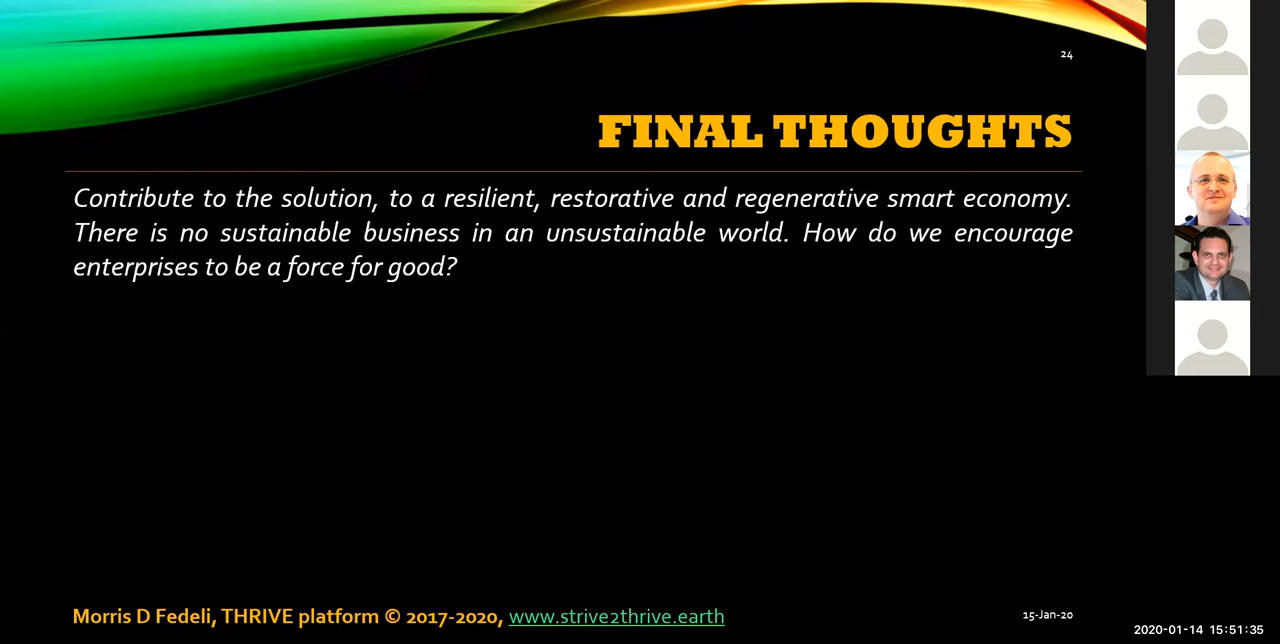 24
FINAL THOUGHTS
Contribute to the solution, to a resilient, restorative and regenerative smart economy.
There is no sustainable business in an unsustainable world. How do we encourage
enterprises to be a force for good?
Morris D Fedeli, THRIVE platform © 2017-2020, www.strive2thrive.earth
15-Jan-20
2020-01-14 15:51:35